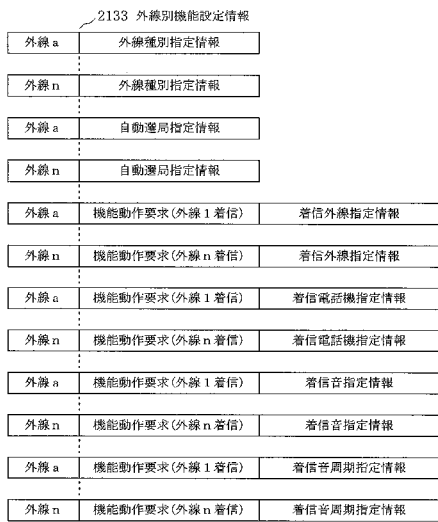 2133 外線別機能設定情報
外線a 外線種別指定情報
外線n 外線種別指定情報
外線a 自動選局指定情報
外線n 自動選局指定情報
外線a 機能動作要求(外線1着信) 着信外線指定情報
外線n 機能動作要求(外線n着信) 着信外線指定情報
外線a 機能動作要求(外線1着信) 着信電話機指定情報
外線n 機能動作要求(外線n着信) 着信電話機指定情報
外線a 機能動作要求(外線1着信) 着信音指定情報
外線n 機能動作要求(外線n着信) 着信音指定情報
外線a 機能動作要求(外線1着信) 着信音周期指定情報
外線n 機能動作要求(外線n着信) 着信音周期指定情報